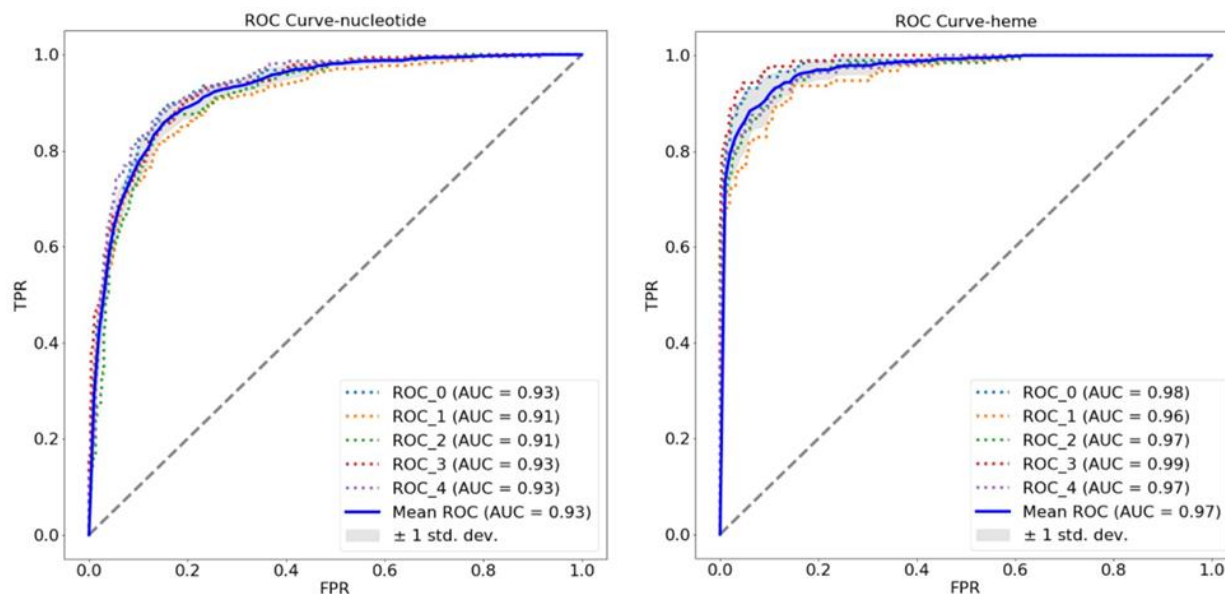 ROC Curve-nucleotide
1.0
0.8
0.6
0.4
0.2
0.0
TPR
0.0 0.2 0.4 0.6 0.8 1.0
FPR
ROC_0 (AUC = 0.93)
ROC_1 (AUC = 0.91)
ROC_2 (AUC = 0.91)
ROC_3 (AUC = 0.93)
ROC_4 (AUC = 0.93)
Mean ROC (AUC = 0.93)
± 1 std. dev.
ROC Curve-heme
1.0
0.8
0.6
0.4
0.2
0.0
TPR
0.0 0.2 0.4 0.6 0.8 1.0
FPR
ROC_0 (AUC = 0.98)
ROC_1 (AUC = 0.96)
ROC_2 (AUC = 0.97)
ROC_3 (AUC = 0.99)
ROC_4 (AUC = 0.97)
Mean ROC (AUC = 0.97)
± 1 std. dev.